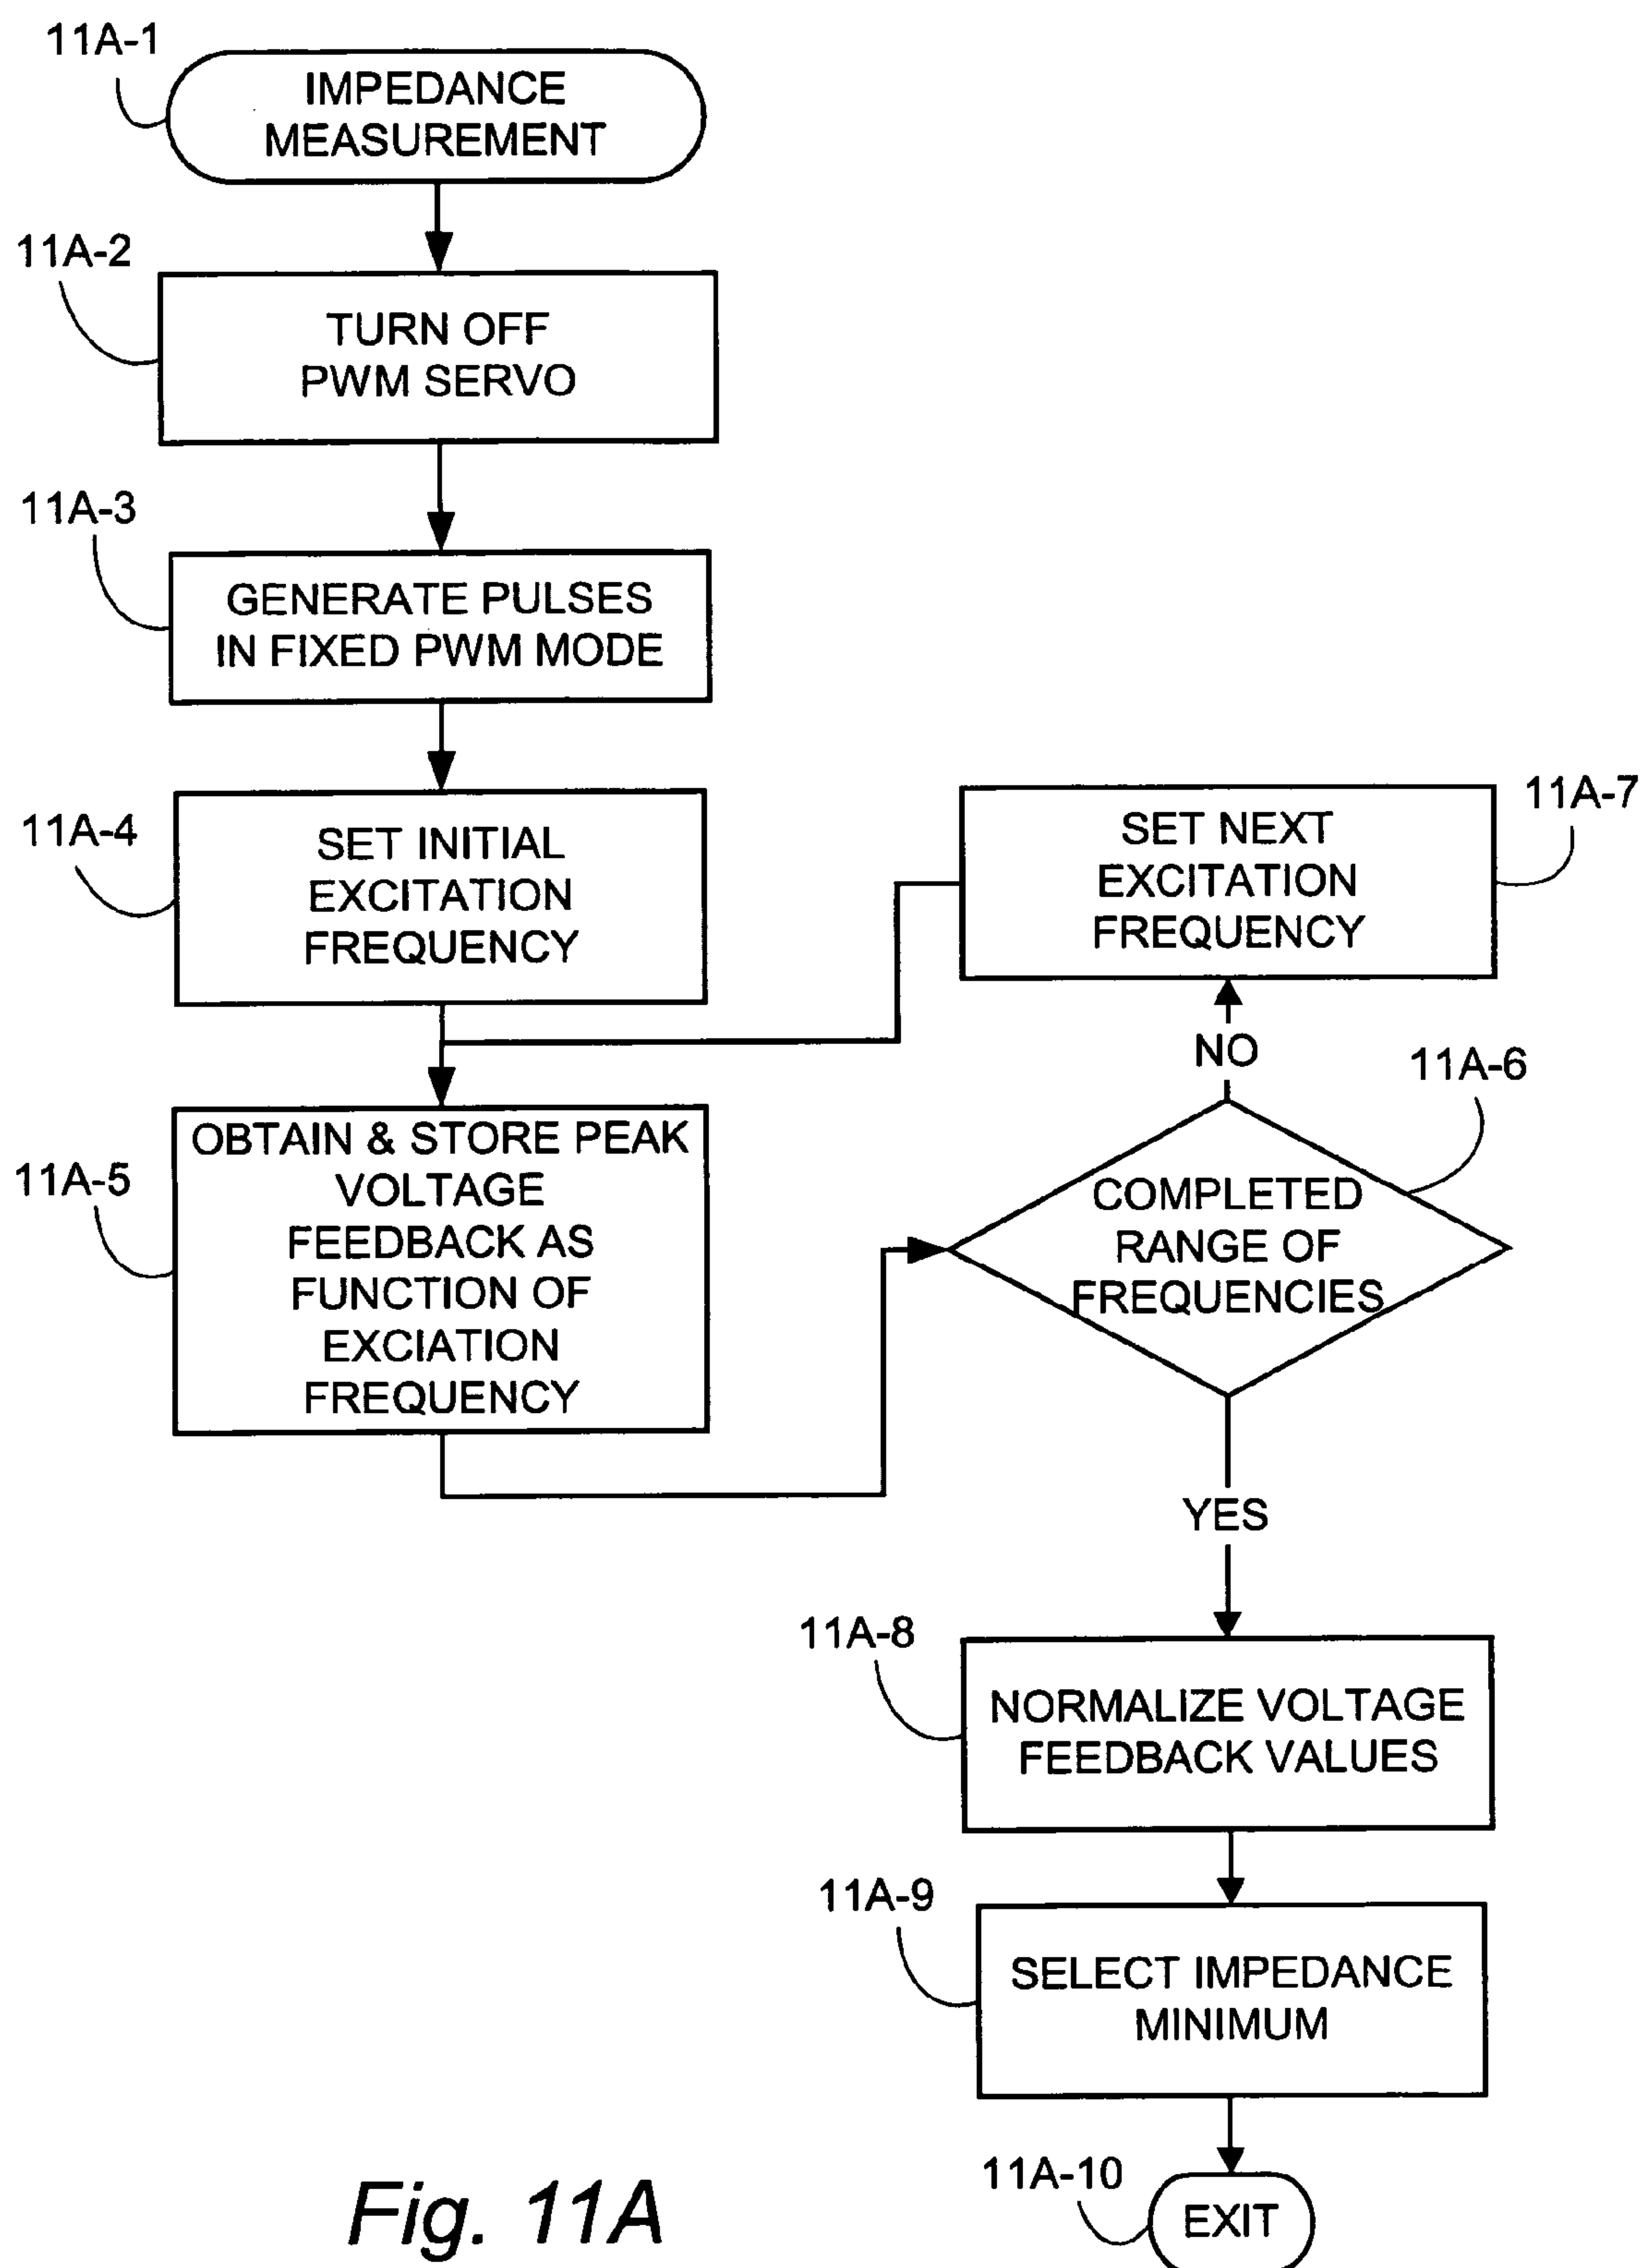 11A-1
IMPEDANCE
MEASUREMENT
11A-2
TURN OFF
PWM SERVO
11A-3
GENERATE PULSES
IN FIXED PWM MODE
11A-4
SET INITIAL
EXCITATION
FREQUENCY
11A-5
OBTAIN & STORE PEAK
VOLTAGE
FEEDBACK AS
FUNCTION OF
EXCIATION
FREQUENCY
11A-7
SET NEXT
EXCITATION
FREQUENCY
NO
11A-6
COMPLETED
RANGE OF
FREQUENCIES
YES
11A-8
NORMALIZE VOLTAGE
FEEDBACK VALUES
11A-9
SELECT IMPEDANCE
MINIMUM
11A-10
EXIT
Fig. 11A